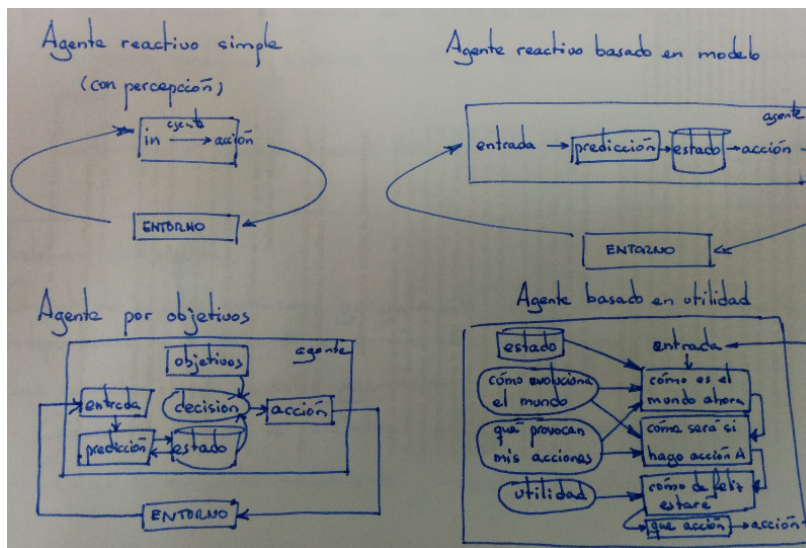 Agente reactivo simple
(con percepción)
agente
in → acción
ENTORNO
Agente reactivo basado en modelo
agente
entrada → predicción → estado → acción
ENTORNO
Agente por objetivos
agente
objetivos
entrada
decisión
acción
predicción
estado
ENTORNO
Agente basado en utilidad
estado
entrada
cómo evoluciona
el mundo
cómo es el
mundo ahora
qué provocan
mis acciones
cómo será si
hago acción A
utilidad
cómo de feliz
estaré
que acción → acción